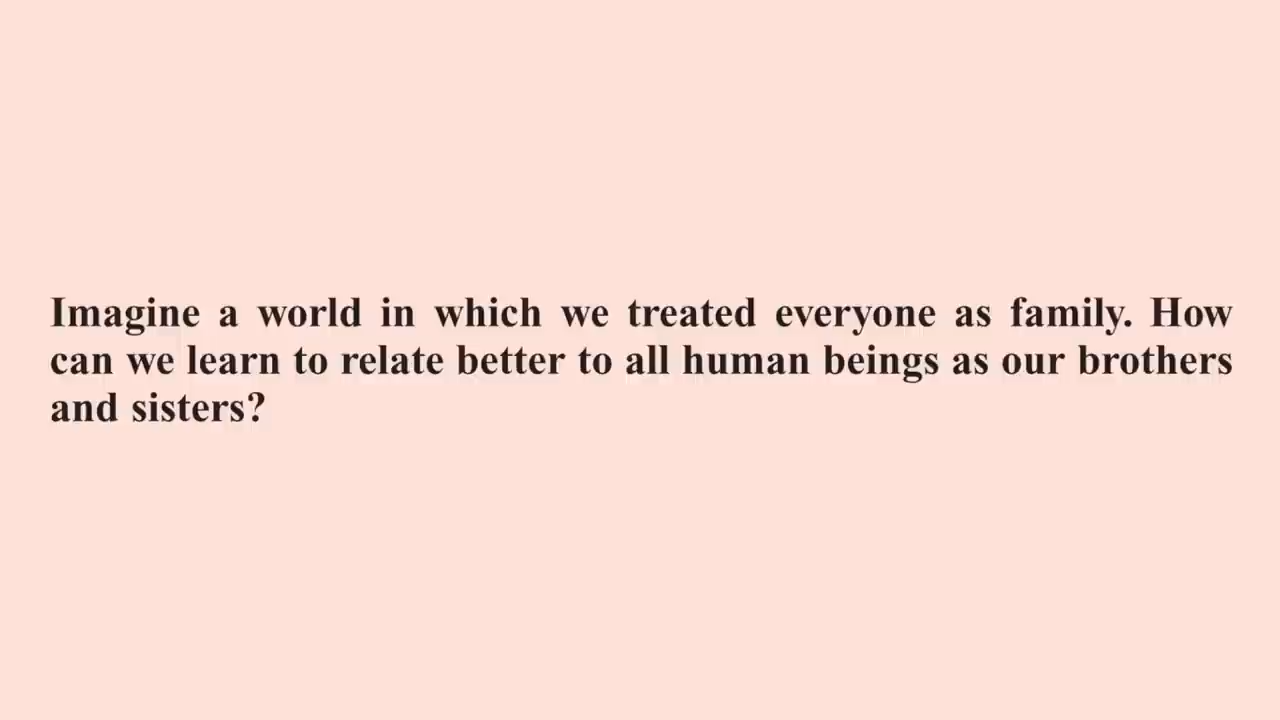 Imagine a world in which we treated everyone as family. How
can we learn to relate better to all human beings as our brothers
and sisters?